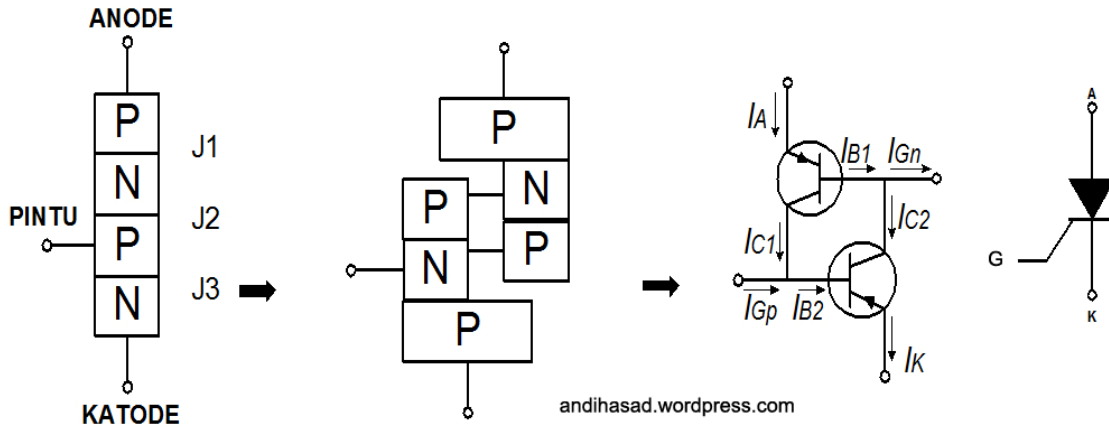 ANODE
P
N
P
N
J1
J2
J3
PINTU
KATODE
P
N
P
P
N
P
IA
IB1
IGn
IC1
IC2
IGp
IB2
IK
A
G
K
andihasad.wordpress.com